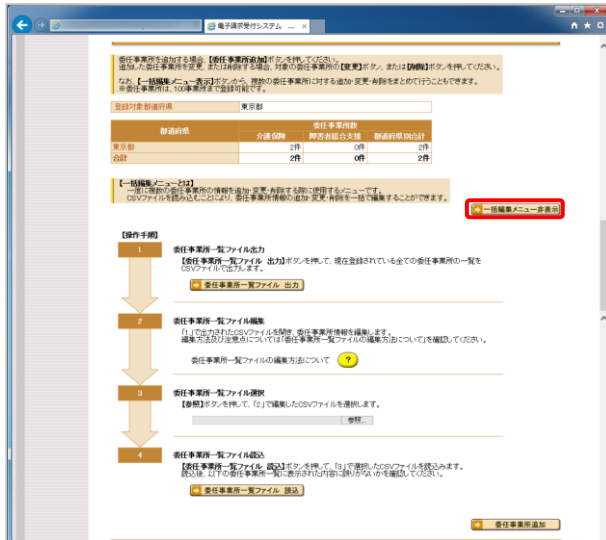 電子請求受付システム ...
委任事業所を追加する場合、【委任事業所追加】ボタンを押してください。
追加した委任事業所を変更、または削除する場合、対象の委任事業所の【変更】ボタン、または【削除】ボタンを押してください。
なお、【一括編集メニュー表示】ボタンから、複数の委任事業所に対する追加・変更・削除をまとめて行うこともできます。
※委任事業所は、100事業所まで登録可能です。
登録対象都道府県 東京都
都道府県 委任事業所数
介護保険 障害者総合支援 都道府県別合計
東京都 2件 0件 2件
合計 2件 0件 2件
【一括編集メニューとは】
一度に複数の委任事業所の情報を追加・変更・削除する際に使用するメニューです。
CSVファイルを読み込むことにより、委任事業所情報の追加・変更・削除を一括で編集することができます。
一括編集メニュー非表示
【操作手順】
1 委任事業所一覧ファイル出力
【委任事業所一覧ファイル 出力】ボタンを押して、現在登録されている全ての委任事業所の一覧を
CSVファイルで出力します。
委任事業所一覧ファイル 出力
2 委任事業所一覧ファイル編集
「1」で出力されたCSVファイルを開き、委任事業所情報を編集します。
編集方法及び注意点については「委任事業所一覧ファイルの編集方法について」を確認してください。
委任事業所一覧ファイルの編集方法について ?
3 委任事業所一覧ファイル選択
【参照】ボタンを押して、「2」で編集したCSVファイルを選択します。
参照...
4 委任事業所一覧ファイル読込
【委任事業所一覧ファイル 読込】ボタンを押して、「3」で選択したCSVファイルを読込みます。
読込後、以下の委任事業所一覧に表示された内容に誤りがないかを確認してください。
委任事業所一覧ファイル 読込
委任事業所追加